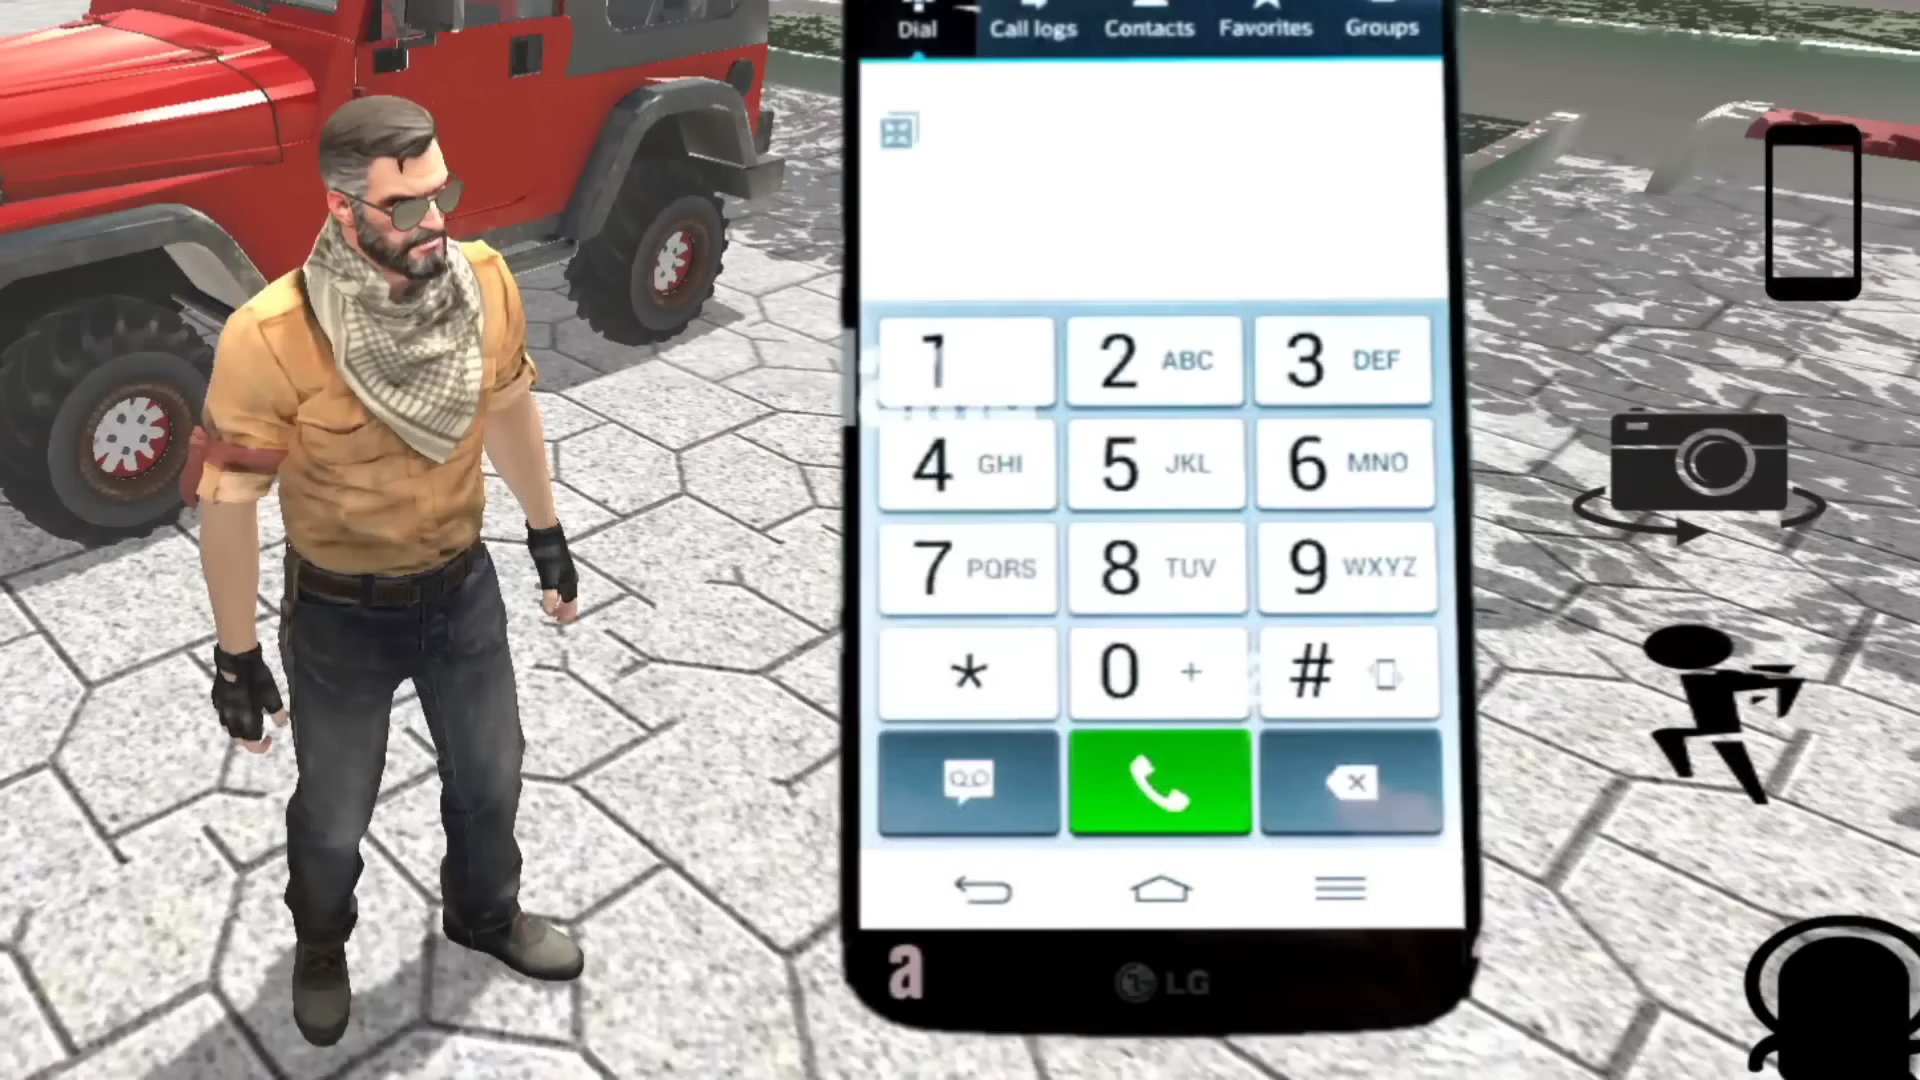 Dial Call logs Contacts Favorites Groups
1 2 ABC 3 DEF
4 GHI 5 JKL 6 MNO
7 PQRS 8 TUV 9 WXYZ
* 0 + #
a
LG